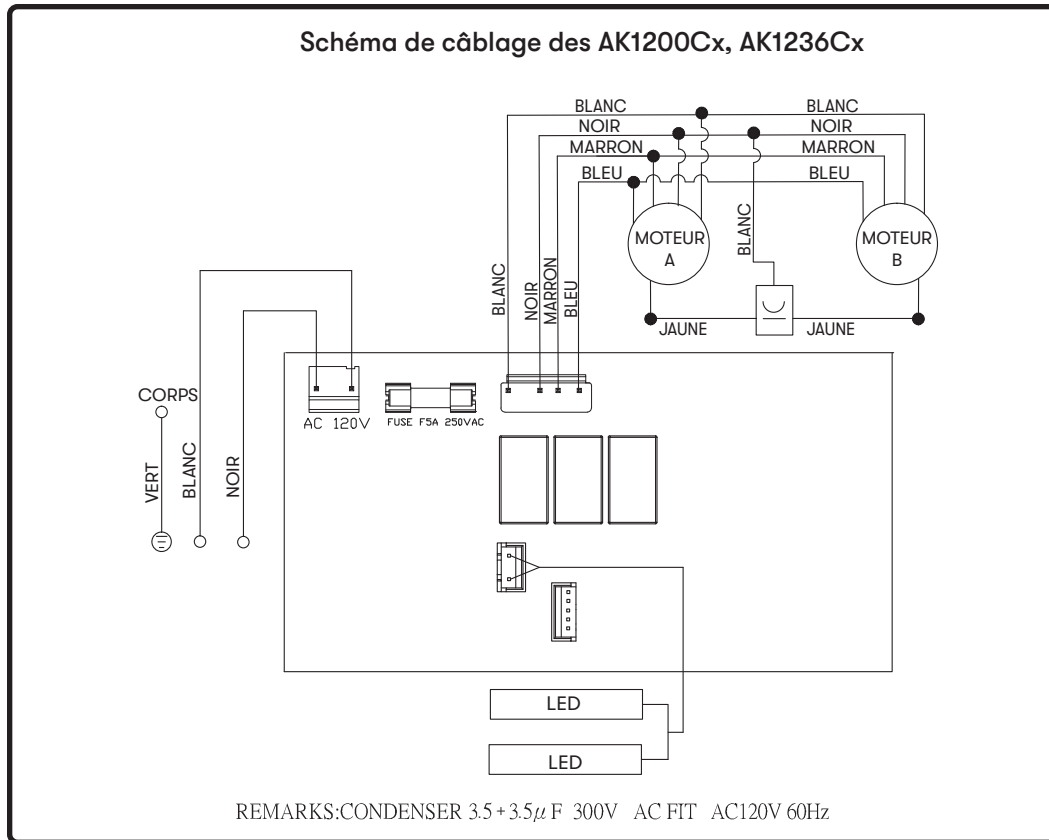 Schéma de câblage des AK1200Cx, AK1236Cx
BLANC BLANC
NOIR NOIR
MARRON MARRON
BLEU BLEU
MOTEUR A
MOTEUR B
BLANC
BLANC
NOIR
MARRON
BLEU
JAUNE JAUNE
CORPS
AC 120V
FUSE F5A 250VAC
VERT
BLANC
NOIR
LED
LED
REMARKS:CONDENSER 3.5+3.5μ F 300V AC FIT AC120V 60Hz